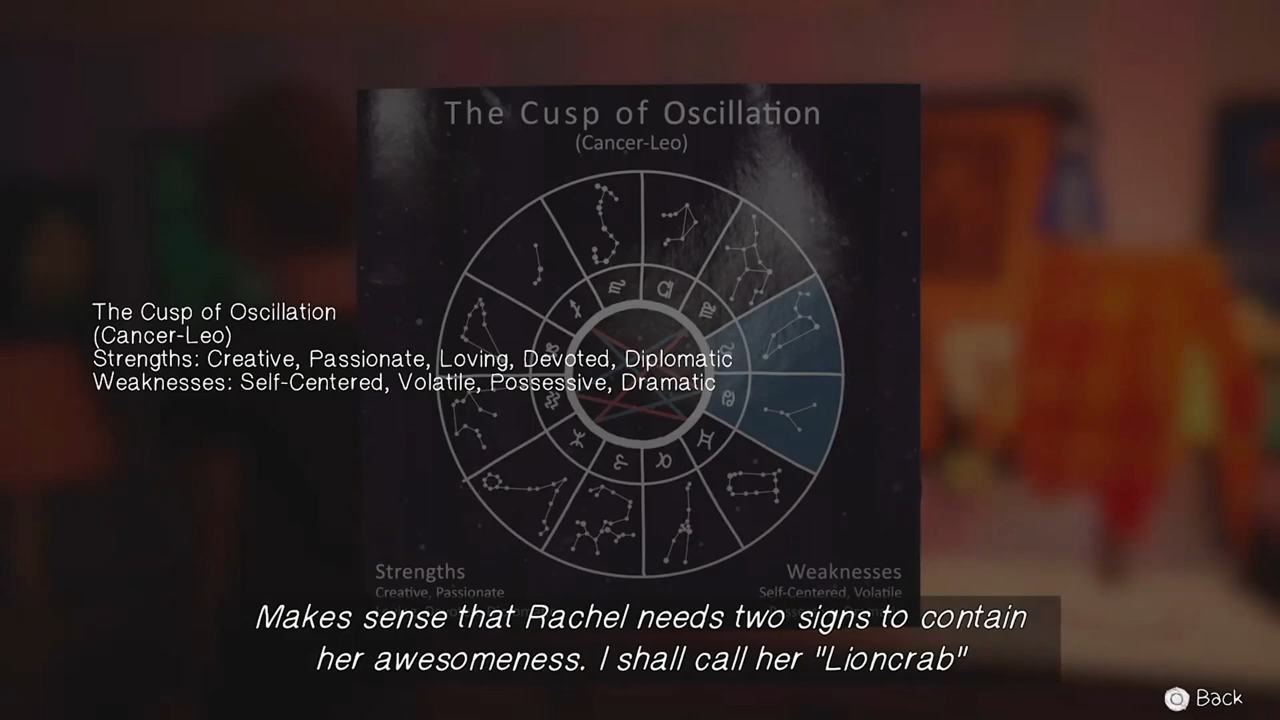 The Cusp of Oscillation
(Cancer-Leo)
The Cusp of Oscillation
(Cancer-Leo)
Strengths: Creative, Passionate, Loving, Devoted, Diplomatic
Weaknesses: Self-Centered, Volatile, Possessive, Dramatic
Strengths
Creative, Passionate
Weaknesses
Self-Centered, Volatile
Makes sense that Rachel needs two signs to contain
her awesomeness. I shall call her "Lioncrab"
Back